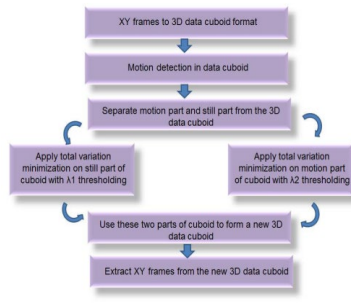 XY frames to 3D data cuboid format
Motion detection in data cuboid
Separate motion part and still part from the 3D
data cuboid
Apply total variation
minimization on still part of
cuboid with λ1 thresholding
Apply total variation
minimization on motion part
of cuboid with λ2 thresholding
Use these two parts of cuboid to form a new 3D
data cuboid
Extract XY frames from the new 3D data cuboid